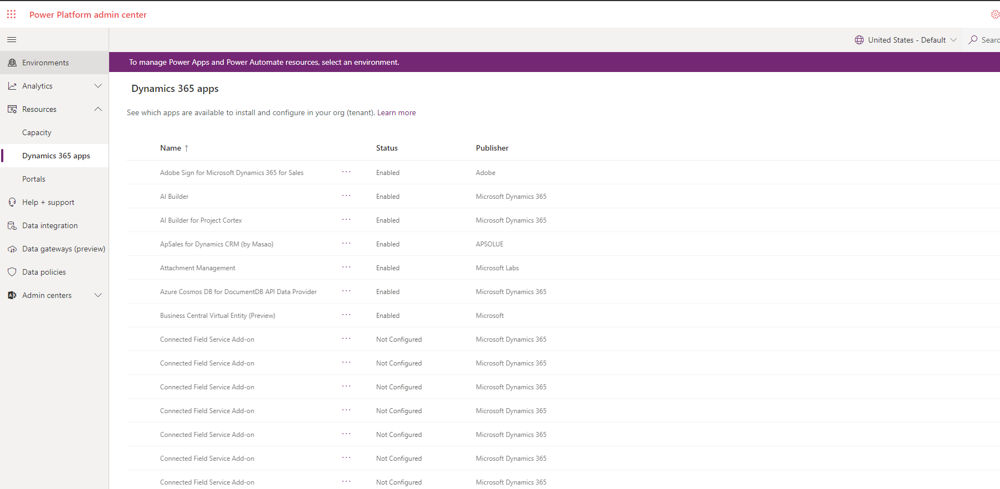 Power Platform admin center
United States - Default
Environments
Analytics
Resources
Capacity
Dynamics 365 apps
Portals
Help + support
Data integration
Data gateways (preview)
Data policies
Admin centers
To manage Power Apps and Power Automate resources, select an environment.
Dynamics 365 apps
See which apps are available to install and configure in your org (tenant). Learn more
Name ↑ Status Publisher
Adobe Sign for Microsoft Dynamics 365 for Sales ... Enabled Adobe
AI Builder ... Enabled Microsoft Dynamics 365
AI Builder for Project Cortex ... Enabled Microsoft Dynamics 365
ApSales for Dynamics CRM (by Masao) ... Enabled APSOLUE
Attachment Management ... Enabled Microsoft Labs
Azure Cosmos DB for DocumentDB API Data Provider ... Enabled Microsoft Dynamics 365
Business Central Virtual Entity (Preview) ... Enabled Microsoft
Connected Field Service Add-on ... Not Configured Microsoft Dynamics 365
Connected Field Service Add-on ... Not Configured Microsoft Dynamics 365
Connected Field Service Add-on ... Not Configured Microsoft Dynamics 365
Connected Field Service Add-on ... Not Configured Microsoft Dynamics 365
Connected Field Service Add-on ... Not Configured Microsoft Dynamics 365
Connected Field Service Add-on ... Not Configured Microsoft Dynamics 365
Connected Field Service Add-on ... Not Configured Microsoft Dynamics 365